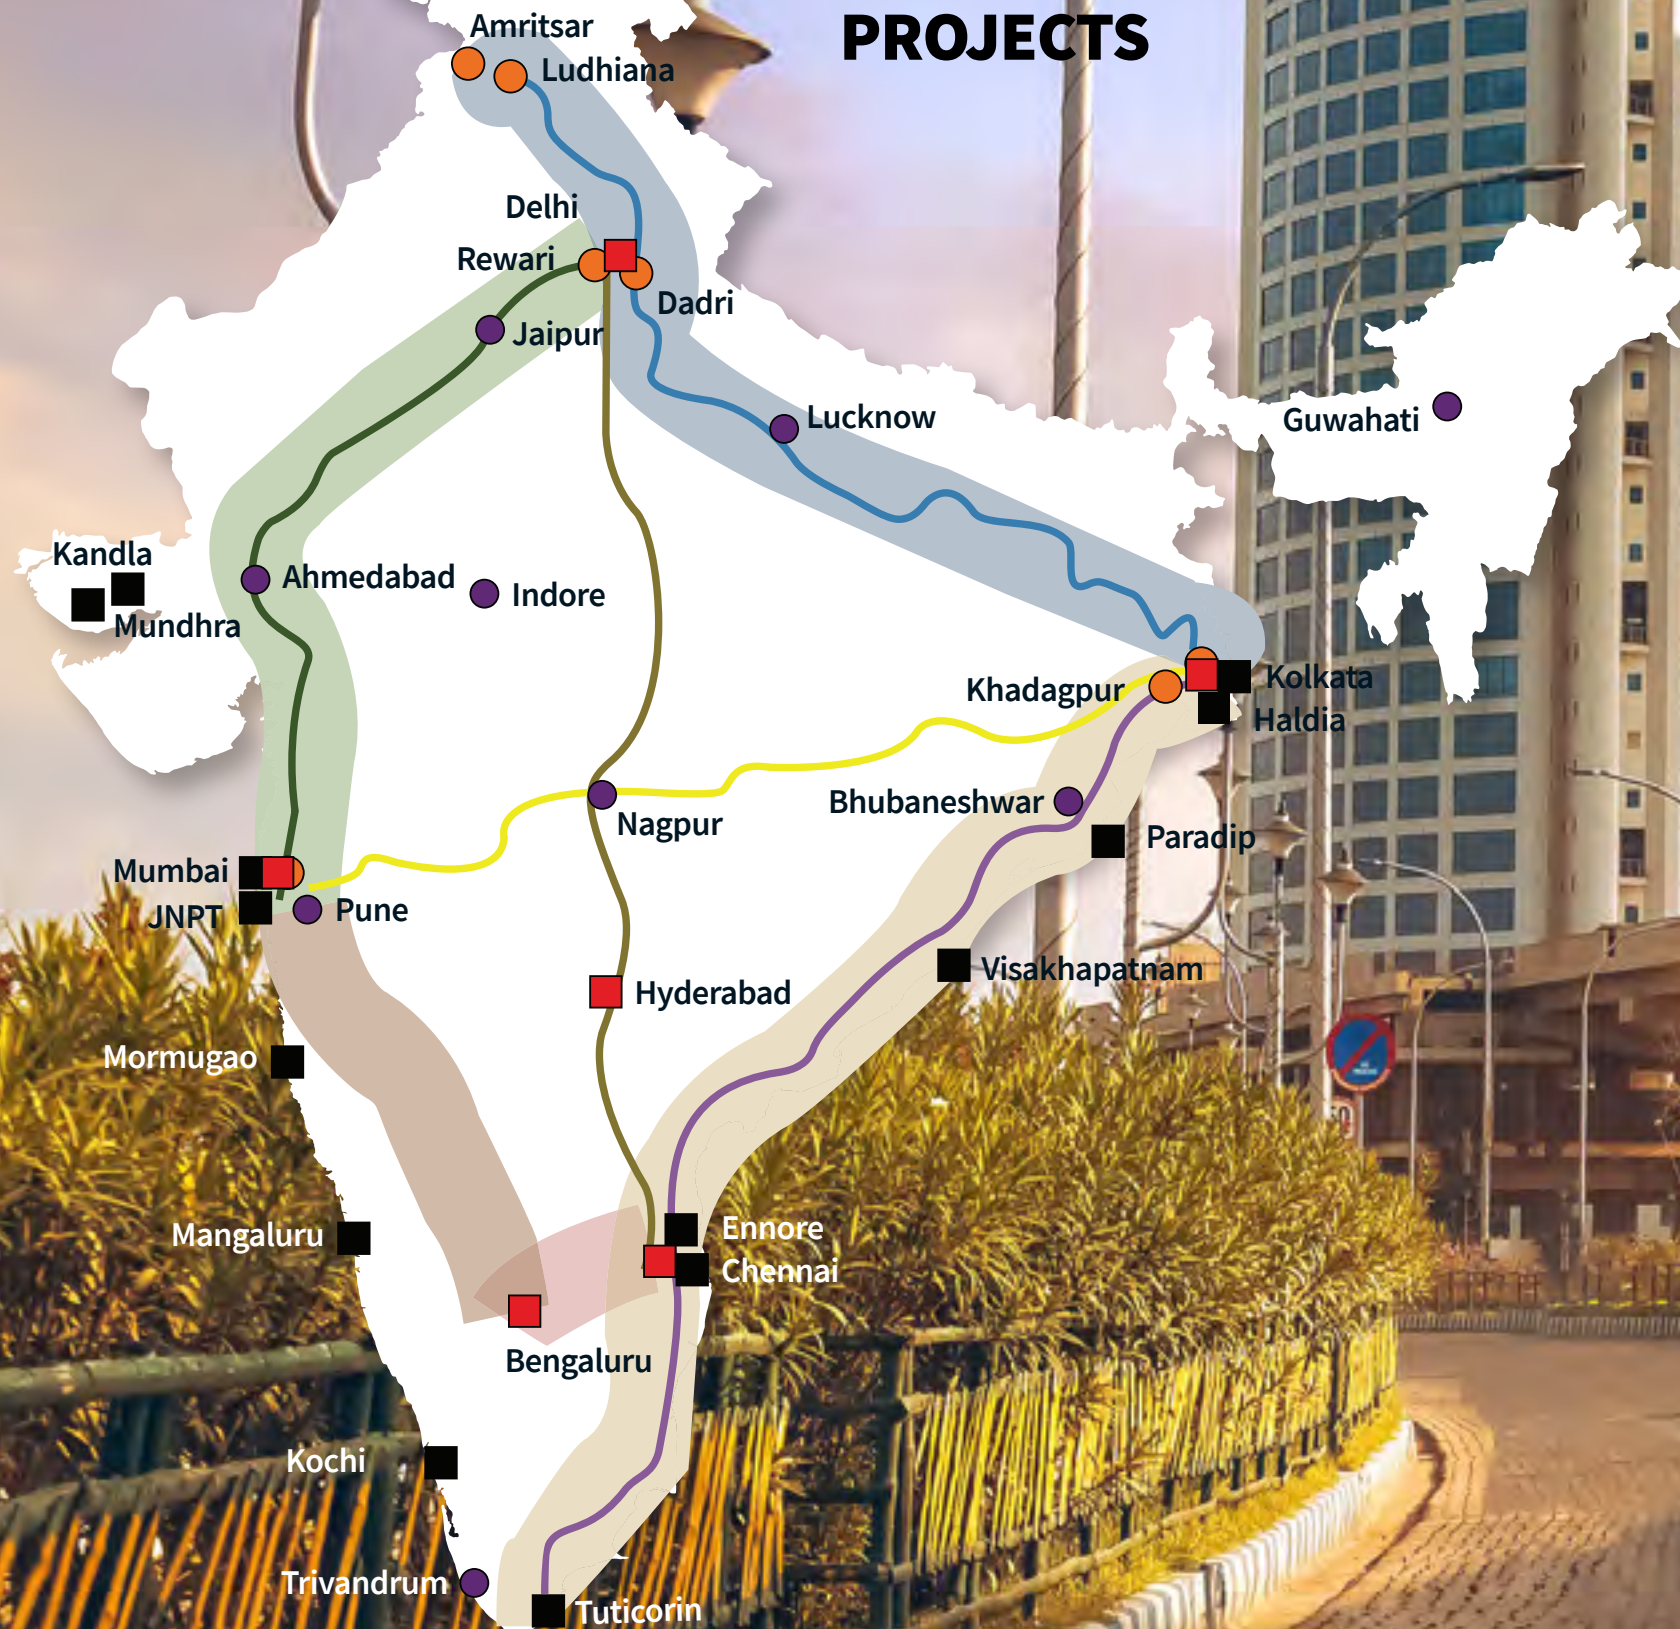 PROJECTS
Amritsar
Ludhiana
Delhi
Rewari
Dadri
Jaipur
Lucknow
Guwahati
Kandla
Mundhra
Ahmedabad
Indore
Khadagpur
Kolkata
Haldia
Nagpur
Bhubaneshwar
Paradip
Mumbai
JNPT
Pune
Hyderabad
Visakhapatnam
Mormugao
Mangaluru
Ennore
Chennai
Bengaluru
Kochi
Trivandrum
Tuticorin